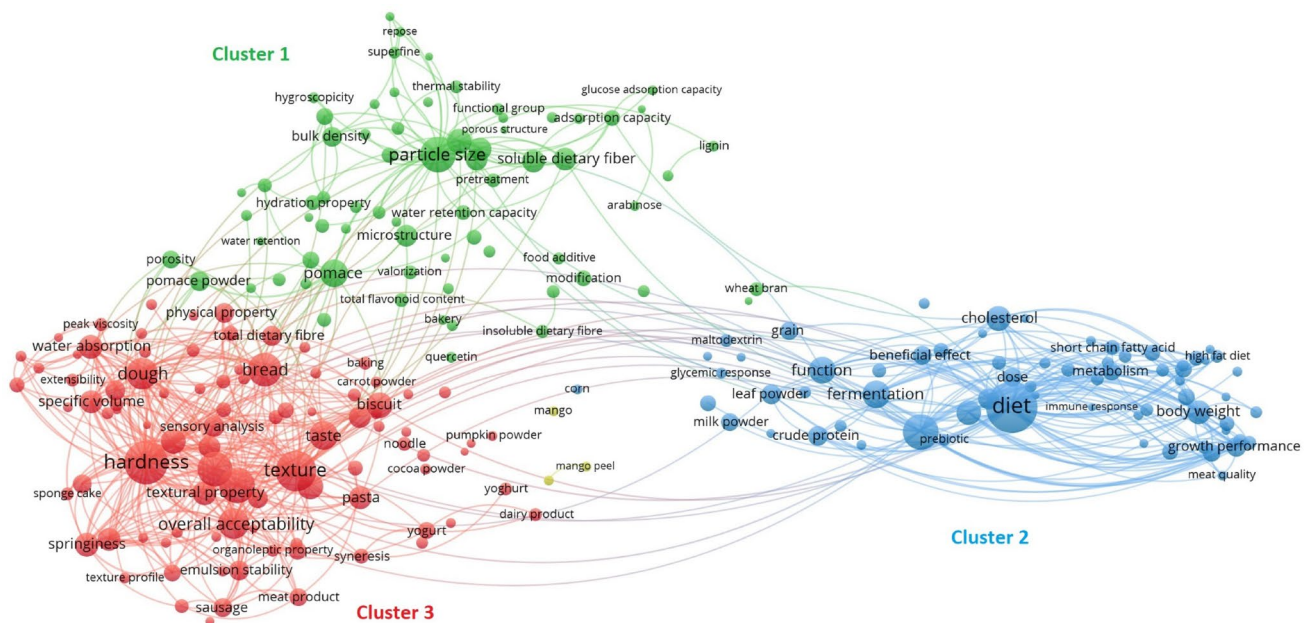 repose
Cluster 1
superfine
thermal stability
glucose adsorption capacity
hygroscopicity
functional group
adsorption capacity
bulk density
porous structure
lignin
particle size
soluble dietary fiber
pretreatment
hydration property
water retention capacity
arabinose
microstructure
water retention
porosity
food additive
pomace
valorization
modification
pomace powder
wheat bran
total flavonoid content
physical property
bakery
cholesterol
peak viscosity
insoluble dietary fibre
grain
total dietary fibre
maltodextrin
water absorption
short chain fatty acid
beneficial effect
high fat diet
quercetin
baking
bread
dough
function
glycemic response
metabolism
dose
extensibility
carrot powder
corn
leaf powder
fermentation
specific volume
biscuit
diet
immune response
body weight
mango
milk powder
sensory analysis
taste
pumpkin powder
crude protein
prebiotic
noodle
growth performance
hardness
texture
cocoa powder
mango peel
meat quality
sponge cake
textural property
yoghurt
pasta
dairy product
overall acceptability
yogurt
Cluster 2
springiness
organoleptic property
syneresis
emulsion stability
texture profile
meat product
sausage
Cluster 3